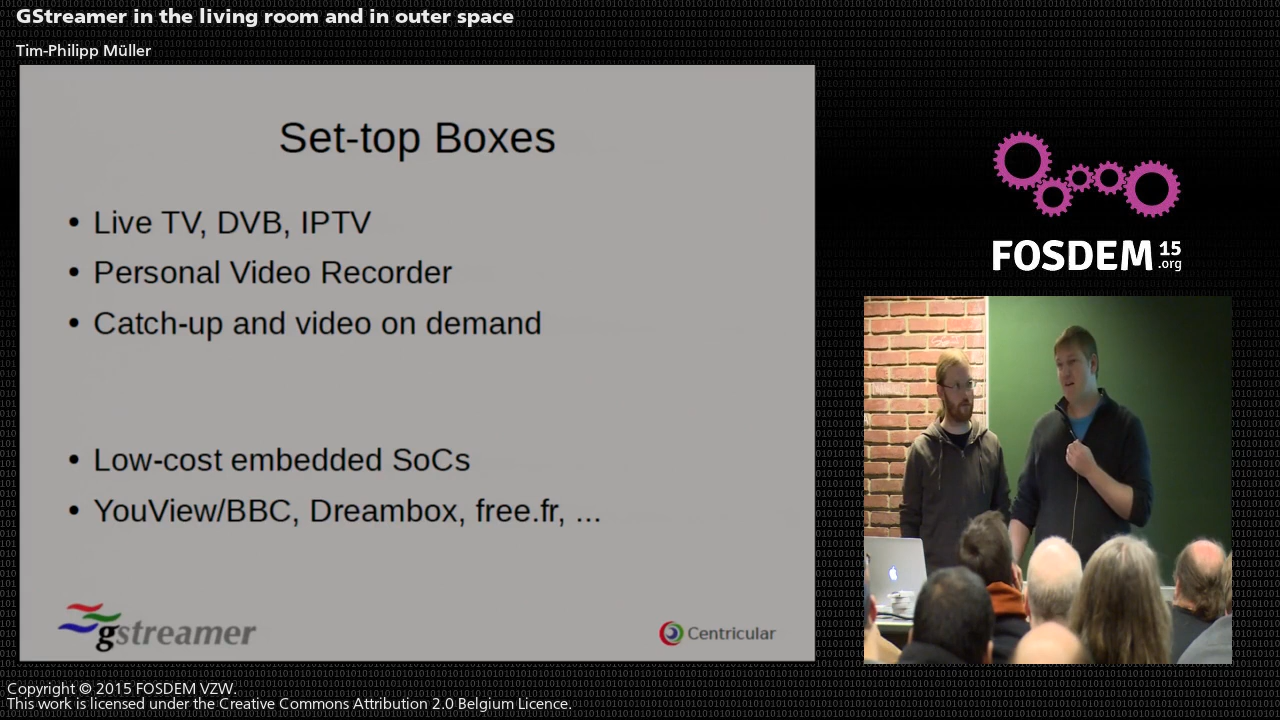 GStreamer in the living room and in outer space
Tim-Philipp Müller
Set-top Boxes
• Live TV, DVB, IPTV
• Personal Video Recorder
• Catch-up and video on demand
• Low-cost embedded SoCs
• YouView/BBC, Dreambox, free.fr, ...
gstreamer
Centricular
FOSDEM 15
.org
Copyright © 2015 FOSDEM VZW.
This work is licensed under the Creative Commons Attribution 2.0 Belgium Licence.